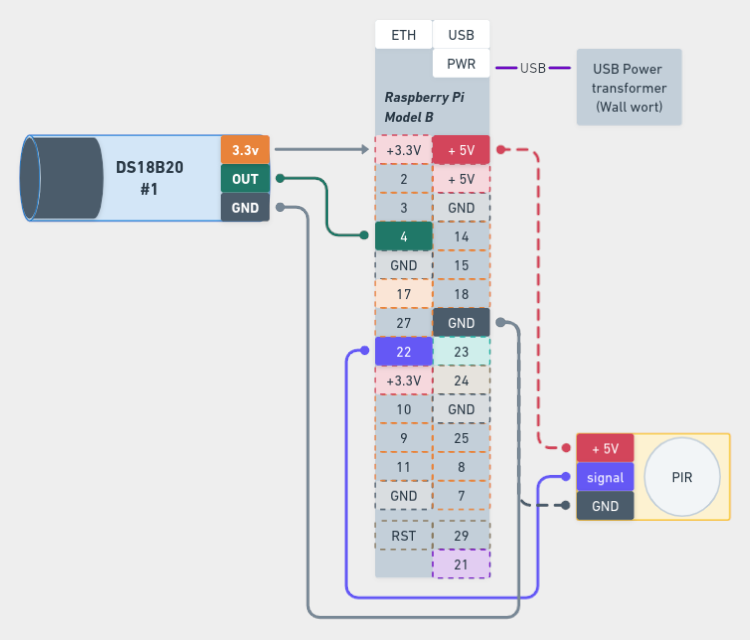 ETH USB
PWR
USB
USB Power
transformer
(Wall wort)
Raspberry Pi
Model B
DS18B20
#1
3.3v
OUT
GND
+3.3V + 5V
2 + 5V
3 GND
4 14
GND 15
17 18
27 GND
22 23
+3.3V 24
10 GND
9 25
11 8
GND 7
RST 29
21
+ 5V
signal
GND
PIR